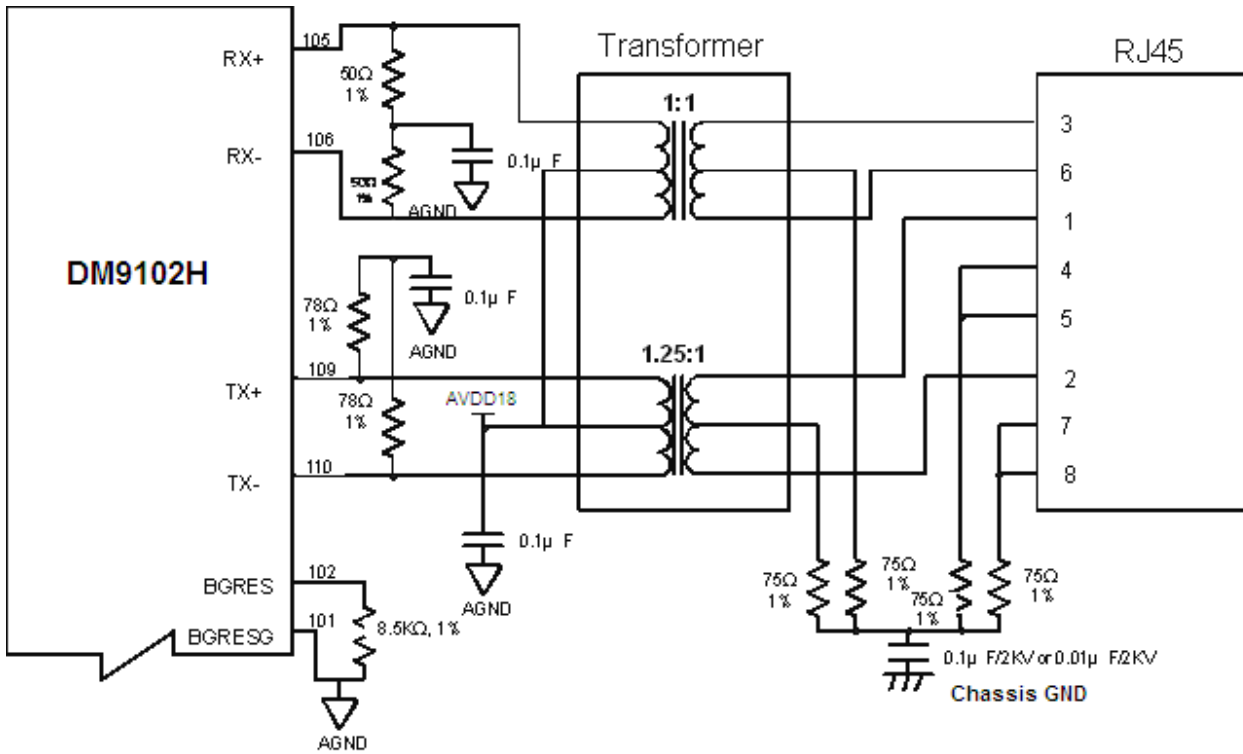 Transformer
RJ45
105
RX+
50Ω
1%
1:1
3
106
RX-
0.1µ F
6
50Ω
1%
AGND
1
DM9102H
4
0.1µ F
78Ω
1%
5
AGND
1.25:1
109
2
TX+
78Ω
1%
AVDD18
7
110
8
TX-
0.1µ F
75Ω
1%
75Ω
1%
75Ω
1%
75Ω
1%
102
BGRES
AGND
101
BGRESG
8.5KΩ, 1%
0.1µ F/2KV or 0.01µ F/2KV
Chassis GND
AGND